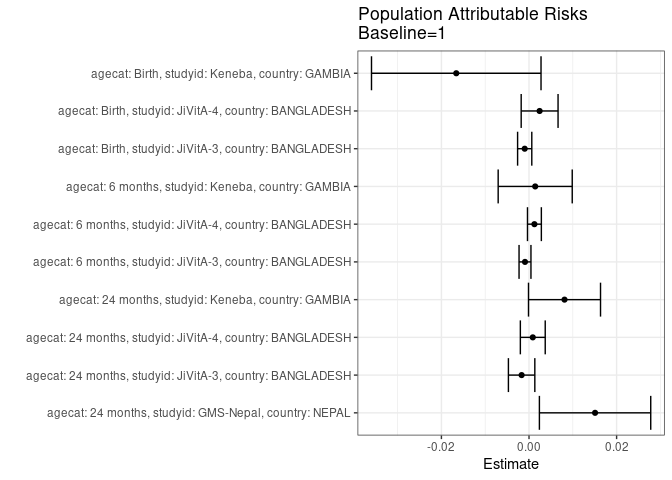 Population Attributable Risks
Baseline=1
agecat: Birth, studyid: Keneba, country: GAMBIA
agecat: Birth, studyid: JiVitA-4, country: BANGLADESH
agecat: Birth, studyid: JiVitA-3, country: BANGLADESH
agecat: 6 months, studyid: Keneba, country: GAMBIA
agecat: 6 months, studyid: JiVitA-4, country: BANGLADESH
agecat: 6 months, studyid: JiVitA-3, country: BANGLADESH
agecat: 24 months, studyid: Keneba, country: GAMBIA
agecat: 24 months, studyid: JiVitA-4, country: BANGLADESH
agecat: 24 months, studyid: JiVitA-3, country: BANGLADESH
agecat: 24 months, studyid: GMS-Nepal, country: NEPAL
-0.02 0.00 0.02
Estimate